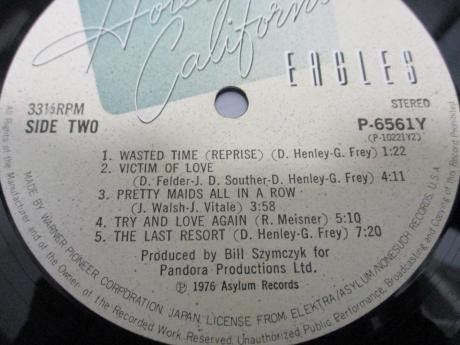 Hotel
California
EAGLES
33⅓RPM
SIDE TWO
STEREO
P-6561Y
(P-10221Y2)
1. WASTED TIME (REPRISE) (D. Henley-G. Frey) 1:22
2. VICTIM OF LOVE
(D. Felder-J. D. Souther-D. Henley-G. Frey) 4:11
3. PRETTY MAIDS ALL IN A ROW
(J. Walsh-J. Vitale) 3:58
4. TRY AND LOVE AGAIN (R. Meisner) 5:10
5. THE LAST RESORT (D. Henley-G. Frey) 7:20
Produced by Bill Szymczyk for
Pandora Productions Ltd.
Ⓟ 1976 Asylum Records
MADE BY WARNER-PIONEER CORPORATION, JAPAN, LICENSE FROM ELEKTRA/ASYLUM/NONESUCH RECORDS, U.S.A.
All Rights of the Manufacturer and of the Owner of the Recorded Work Reserved. Unauthorized Public Performance, Broadcasting and Copying